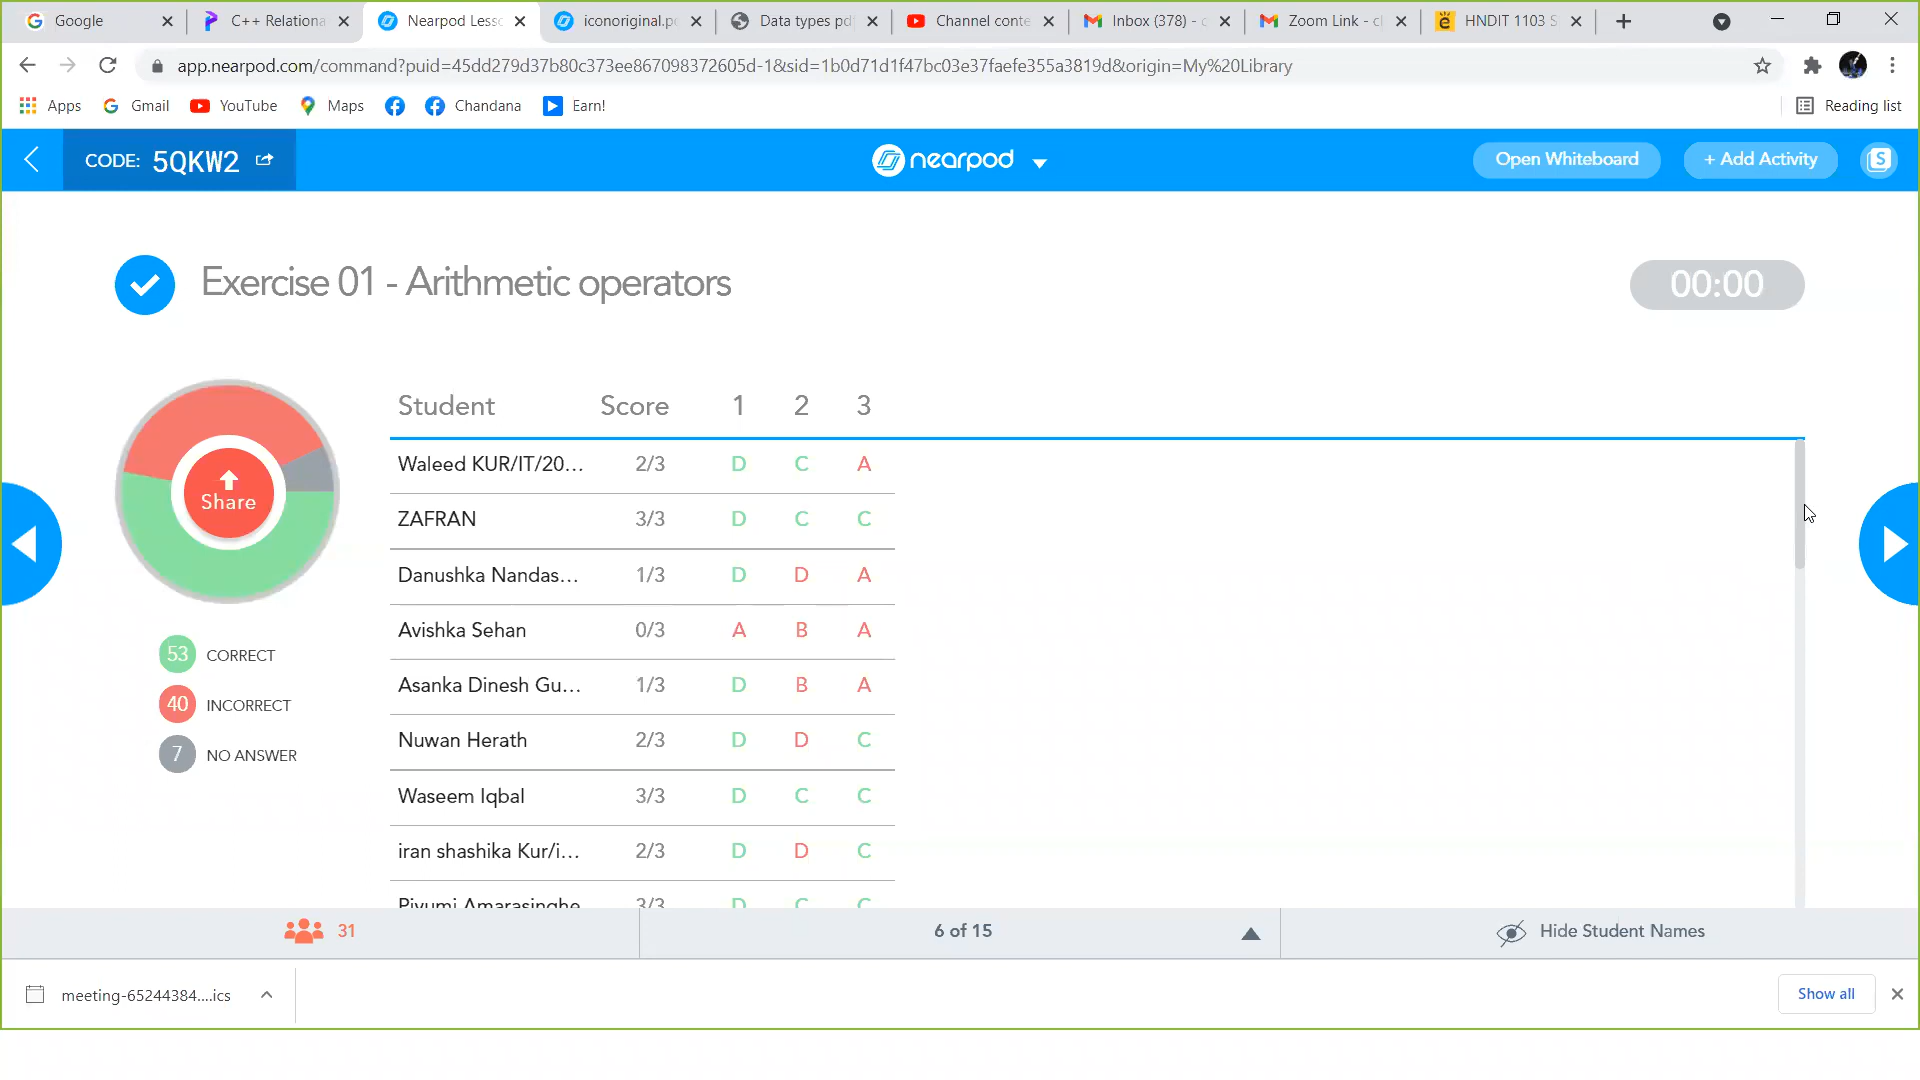 Google
C++ Relationa
Nearpod Less
iconoriginal.p
Data types pd
Channel conte
Inbox (378) - c
Zoom Link - c
HNDIT 1103 S
app.nearpod.com/command?puid=45dd279d37b80c373ee867098372605d-1&sid=1b0d71d1f47bc03e37faefe355a3819d&origin=My%20Library
Apps
Gmail
YouTube
Maps
Chandana
Earn!
Reading list
CODE: 5QKW2
nearpod
Open Whiteboard
+ Add Activity
S
Exercise 01 - Arithmetic operators
00:00
Student Score 1 2 3
Waleed KUR/IT/20... 2/3 D C A
ZAFRAN 3/3 D C C
Danushka Nandas... 1/3 D D A
Avishka Sehan 0/3 A B A
Asanka Dinesh Gu... 1/3 D B A
Nuwan Herath 2/3 D D C
Waseem Iqbal 3/3 D C C
iran shashika Kur/i... 2/3 D D C
Piyumi Amarasinghe 3/3 D C C
Share
53 CORRECT
40 INCORRECT
7 NO ANSWER
31
6 of 15
Hide Student Names
meeting-65244384....ics
Show all